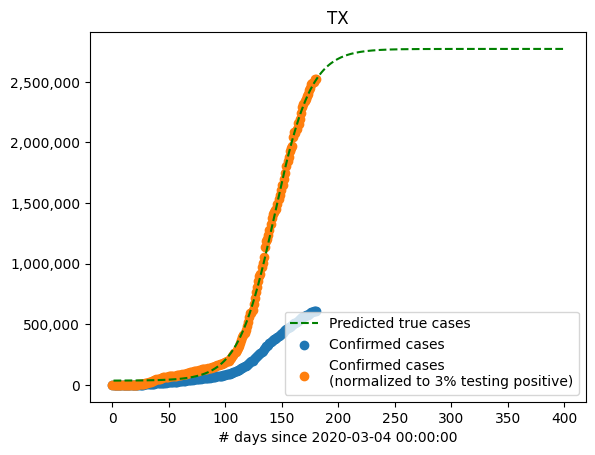 TX
2,500,000
2,000,000
1,500,000
1,000,000
500,000
0
Predicted true cases
Confirmed cases
Confirmed cases
(normalized to 3% testing positive)
0 50 100 150 200 250 300 350 400
# days since 2020-03-04 00:00:00